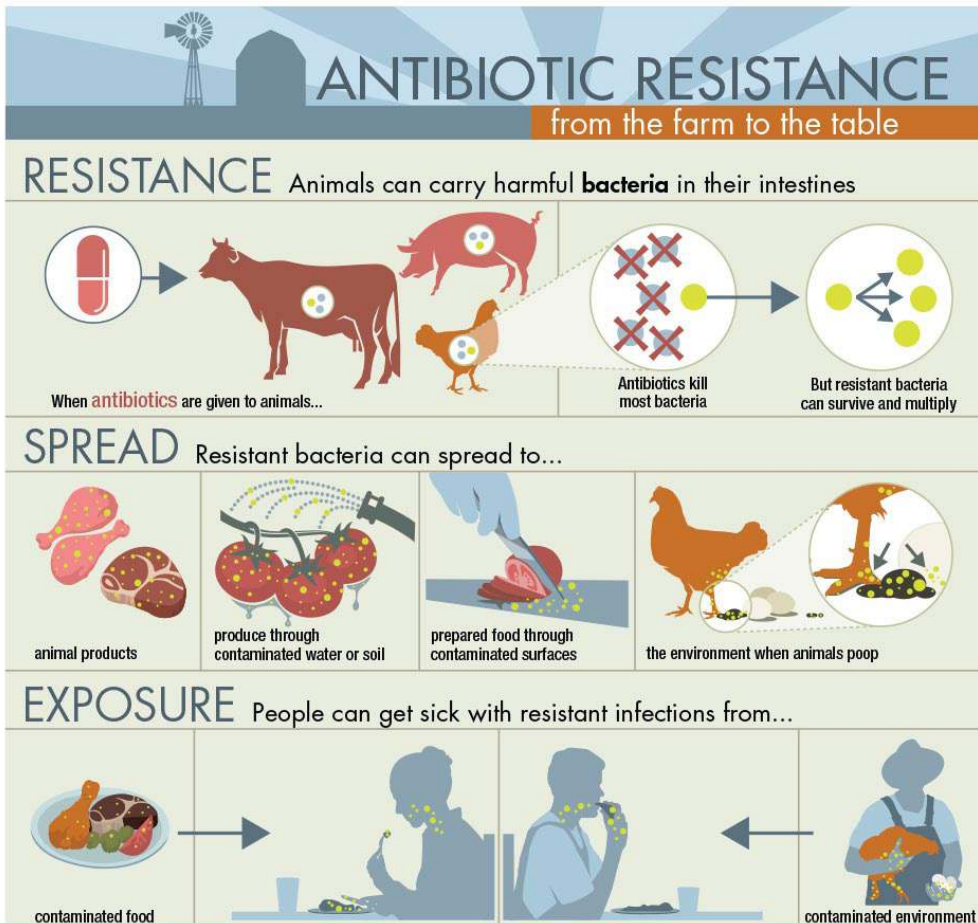 ANTIBIOTIC RESISTANCE
from the farm to the table
RESISTANCE Animals can carry harmful bacteria in their intestines
When antibiotics are given to animals...
Antibiotics kill
most bacteria
But resistant bacteria
can survive and multiply
SPREAD Resistant bacteria can spread to...
animal products
produce through
contaminated water or soil
prepared food through
contaminated surfaces
the environment when animals poop
EXPOSURE People can get sick with resistant infections from...
contaminated food
contaminated environment